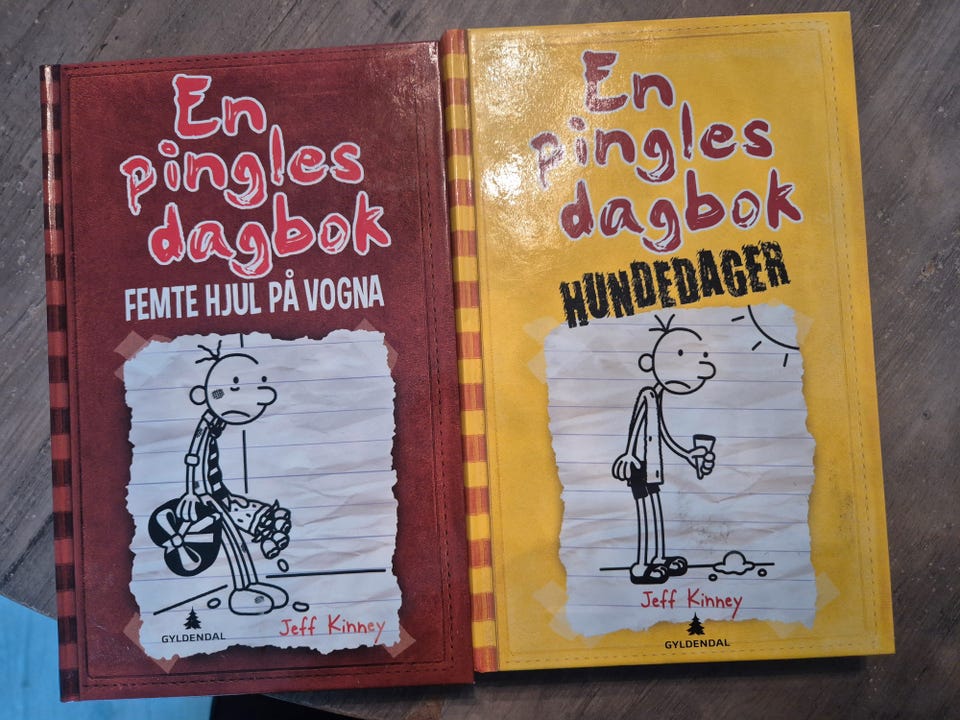 En
pingles
dagbok
FEMTE HJUL PÅ VOGNA
GYLDENDAL
Jeff Kinney
En
pingles
dagbok
HUNDEDAGER
Jeff Kinney
GYLDENDAL